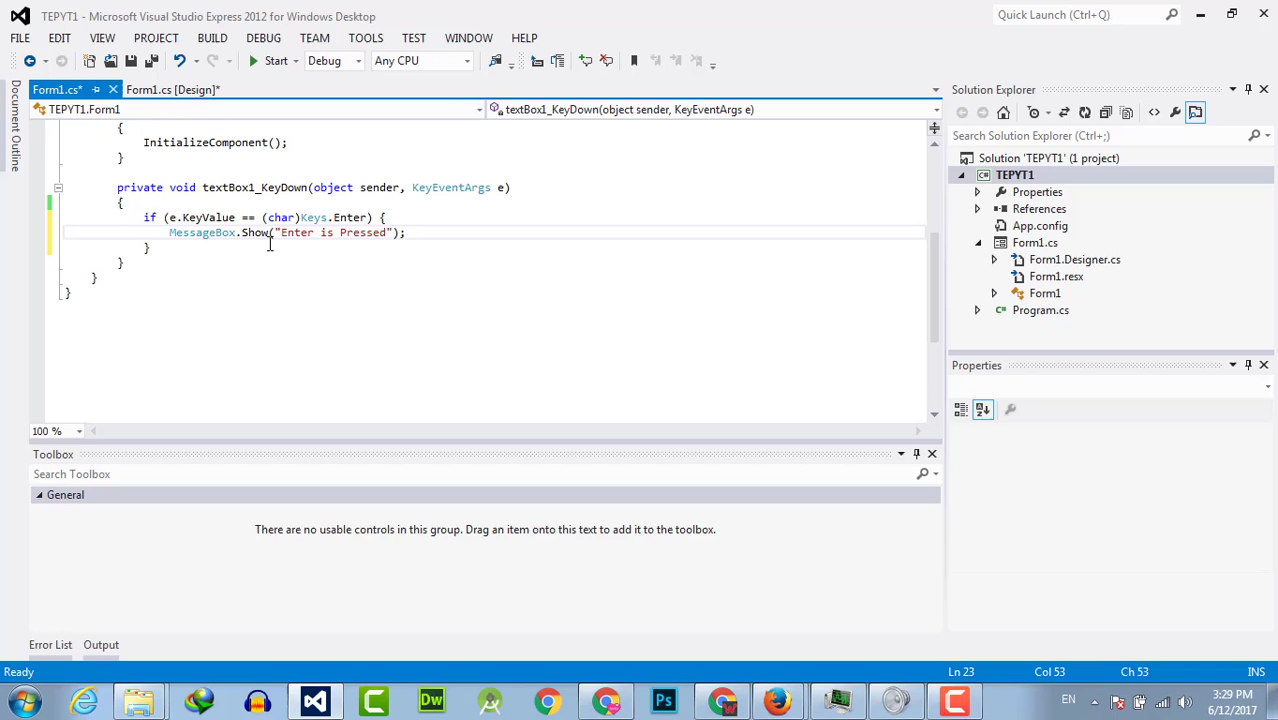 TEPYT1 - Microsoft Visual Studio Express 2012 for Windows Desktop
Quick Launch (Ctrl+Q)
FILE EDIT VIEW PROJECT BUILD DEBUG TEAM TOOLS TEST WINDOW HELP
Start Debug Any CPU
Document Outline
Form1.cs* Form1.cs [Design]*
TEPYT1.Form1 textBox1_KeyDown(object sender, KeyEventArgs e)
{
InitializeComponent();
}
private void textBox1_KeyDown(object sender, KeyEventArgs e)
{
if (e.KeyValue == (char)Keys.Enter) {
MessageBox.Show("Enter is Pressed");
}
}
}
}
100 %
Toolbox
Search Toolbox
General
There are no usable controls in this group. Drag an item onto this text to add it to the toolbox.
Error List Output
Solution Explorer
Search Solution Explorer (Ctrl+;)
Solution 'TEPYT1' (1 project)
TEPYT1
Properties
References
App.config
Form1.cs
Form1.Designer.cs
Form1.resx
Form1
Program.cs
Properties
Ready Ln 23 Col 53 Ch 53 INS
Dw Ps EN
3:29 PM
6/12/2017